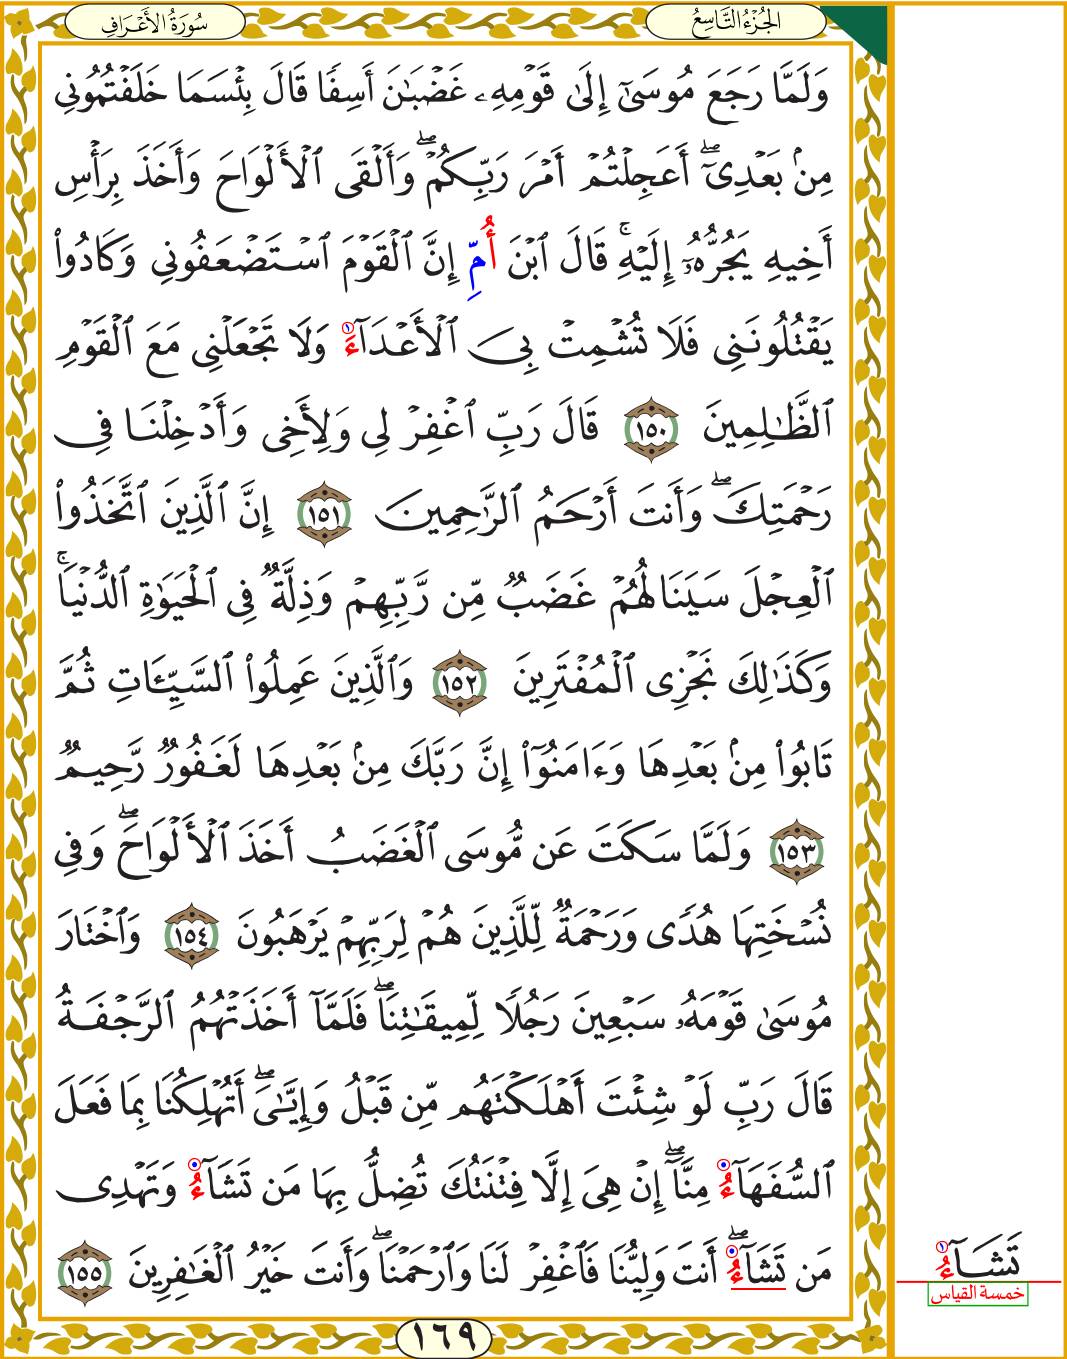 سُورَةُ الأَعْرَافِ
الجُزْءُ التَّاسِعُ
وَلَمَّا رَجَعَ مُوسَىٰٓ إِلَىٰ قَوْمِهِۦ غَضْبَٰنَ أَسِفًا قَالَ بِئْسَمَا خَلَفْتُمُونِي
مِنۢ بَعْدِيٓۖ أَعَجِلْتُمْ أَمْرَ رَبِّكُمْۖ وَأَلْقَى ٱلْأَلْوَاحَ وَأَخَذَ بِرَأْسِ
أَخِيهِ يَجُرُّهُۥٓ إِلَيْهِۚ قَالَ ٱبْنَ أُمِّ إِنَّ ٱلْقَوْمَ ٱسْتَضْعَفُونِي وَكَادُوا۟
يَقْتُلُونَنِي فَلَا تُشْمِتْ بِيَ ٱلْأَعْدَآءَ وَلَا تَجْعَلْنِي مَعَ ٱلْقَوْمِ
ٱلظَّٰلِمِينَ ١٥٠ قَالَ رَبِّ ٱغْفِرْ لِي وَلِأَخِي وَأَدْخِلْنَا فِي
رَحْمَتِكَۖ وَأَنتَ أَرْحَمُ ٱلرَّٰحِمِينَ ١٥١ إِنَّ ٱلَّذِينَ ٱتَّخَذُوا۟
ٱلْعِجْلَ سَيَنَالُهُمْ غَضَبٌ مِّن رَّبِّهِمْ وَذِلَّةٌ فِي ٱلْحَيَوٰةِ ٱلدُّنْيَاۚ
وَكَذَٰلِكَ نَجْزِي ٱلْمُفْتَرِينَ ١٥٢ وَٱلَّذِينَ عَمِلُوا۟ ٱلسَّيِّـَٔاتِ ثُمَّ
تَابُوا۟ مِنۢ بَعْدِهَا وَءَامَنُوٓا۟ إِنَّ رَبَّكَ مِنۢ بَعْدِهَا لَغَفُورٌ رَّحِيمٌ
١٥٣ وَلَمَّا سَكَتَ عَن مُّوسَى ٱلْغَضَبُ أَخَذَ ٱلْأَلْوَاحَۖ وَفِي
نُسْخَتِهَا هُدًى وَرَحْمَةٌ لِّلَّذِينَ هُمْ لِرَبِّهِمْ يَرْهَبُونَ ١٥٤ وَٱخْتَارَ
مُوسَىٰ قَوْمَهُۥ سَبْعِينَ رَجُلًا لِّمِيقَٰتِنَاۖ فَلَمَّآ أَخَذَتْهُمُ ٱلرَّجْفَةُ
قَالَ رَبِّ لَوْ شِئْتَ أَهْلَكْتَهُم مِّن قَبْلُ وَإِيَّٰيَۖ أَتُهْلِكُنَا بِمَا فَعَلَ
ٱلسُّفَهَآءُ مِنَّآۖ إِنْ هِيَ إِلَّا فِتْنَتُكَ تُضِلُّ بِهَا مَن تَشَآءُ وَتَهْدِي
مَن تَشَآءُۖ أَنتَ وَلِيُّنَا فَٱغْفِرْ لَنَا وَٱرْحَمْنَاۖ وَأَنتَ خَيْرُ ٱلْغَٰفِرِينَ ١٥٥
تَشَآءُ
خمسة القياس
١٦٩